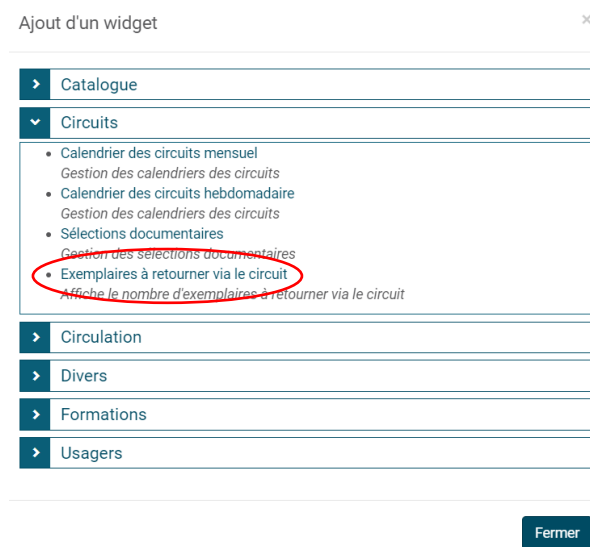 Ajout d'un widget
×
Catalogue
Circuits
Calendrier des circuits mensuel
Gestion des calendriers des circuits
Calendrier des circuits hebdomadaire
Gestion des calendriers des circuits
Sélections documentaires
Gestion des sélections documentaires
Exemplaires à retourner via le circuit
Affiche le nombre d'exemplaires à retourner via le circuit
Circulation
Divers
Formations
Usagers
Fermer